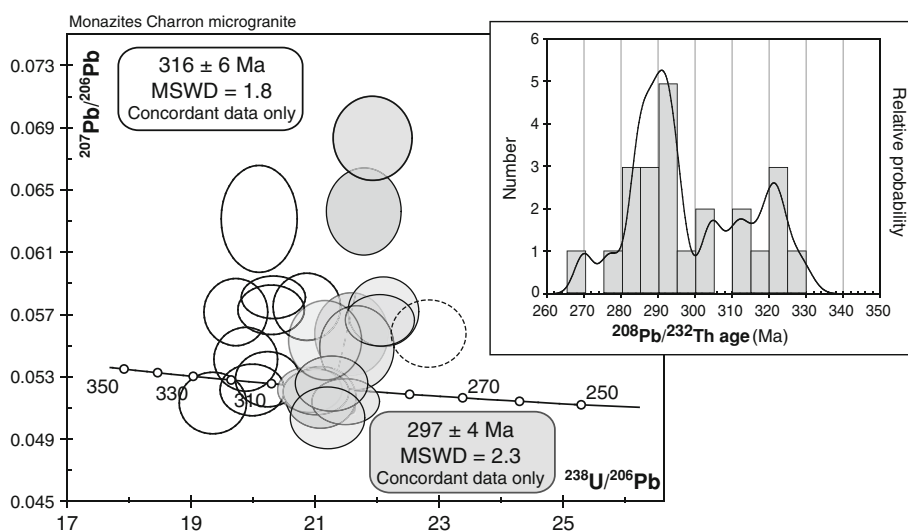 Monazites Charron microgranite
316 ± 6 Ma
MSWD = 1.8
Concordant data only
207Pb/206Pb
0.073
0.069
0.065
0.061
0.057
0.053
0.049
0.045
350
330
310
270
250
297 ± 4 Ma
MSWD = 2.3
Concordant data only
238U/206Pb
17
19
21
23
25
Number
6
5
4
3
2
1
0
260
270
280
290
300
310
320
330
340
350
208Pb/232Th age (Ma)
Relative probability